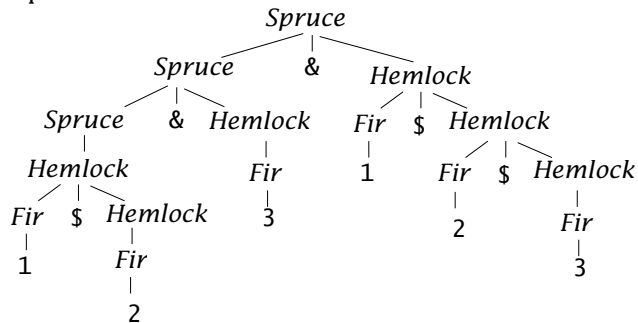 Spruce
Spruce & Hemlock
Spruce & Hemlock Fir $ Hemlock
Hemlock Fir 1 Fir $ Hemlock
Fir $ Hemlock 3 2 Fir
1 Fir 3
2